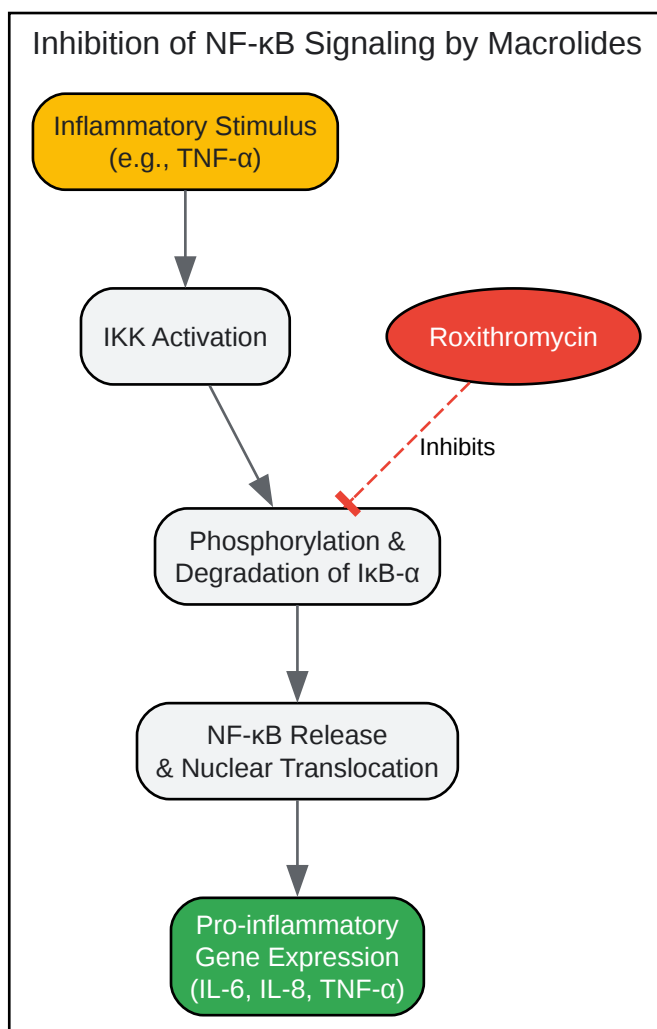 Inhibition of NF-κB Signaling by Macrolides
Inflammatory Stimulus
(e.g., TNF-α)
IKK Activation
Roxithromycin
Inhibits
Phosphorylation &
Degradation of IκB-α
NF-κB Release
& Nuclear Translocation
Pro-inflammatory
Gene Expression
(IL-6, IL-8, TNF-α)